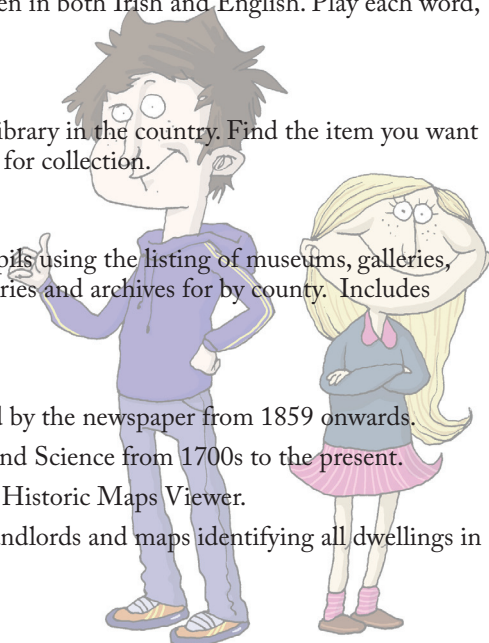 en in both Irish and English. Play each word,
ibrary in the country. Find the item you want
for collection.
pils using the listing of museums, galleries,
ries and archives for by county. Includes
d by the newspaper from 1859 onwards.
nd Science from 1700s to the present.
Historic Maps Viewer.
ndlords and maps identifying all dwellings in